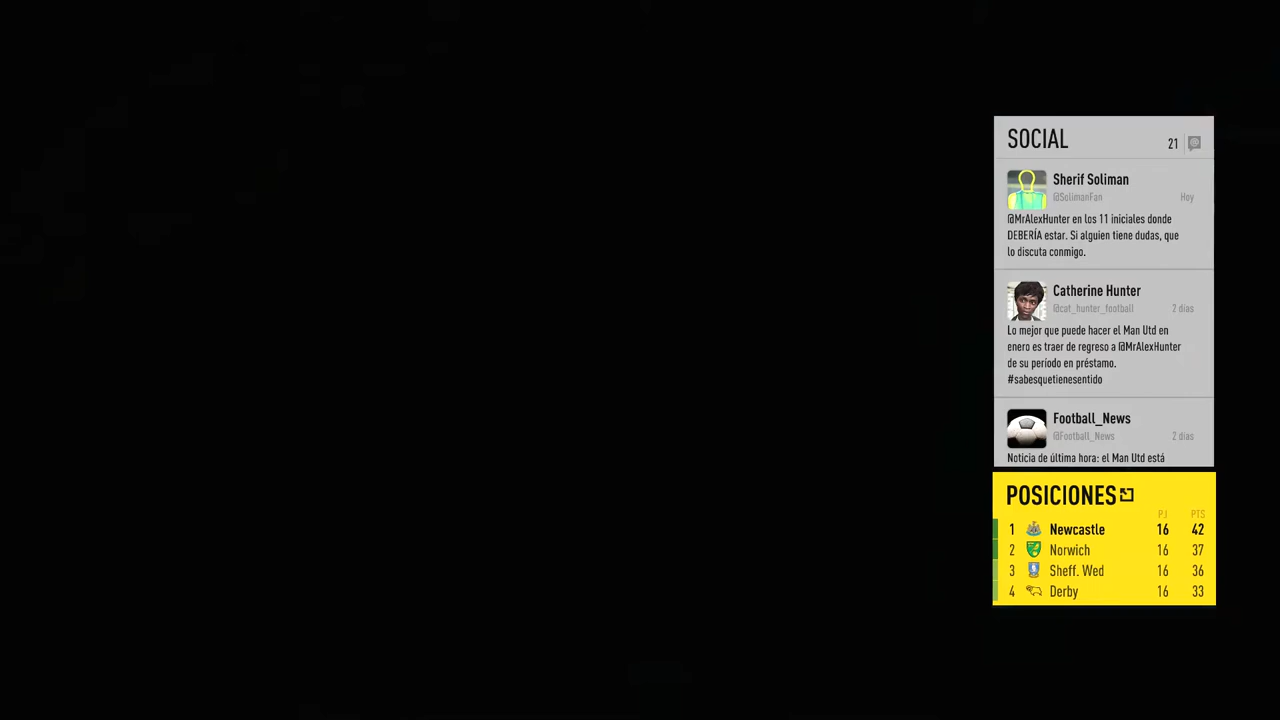 SOCIAL 21
Sherif Soliman
@SolimanFan Hoy
@MrAlexHunter en los 11 iniciales donde
DEBERÍA estar. Si alguien tiene dudas, que
lo discuta conmigo.
Catherine Hunter
@cat_hunter_football 2 días
Lo mejor que puede hacer el Man Utd en
enero es traer de regreso a @MrAlexHunter
de su período en préstamo.
#sabesquetienesentido
Football_News
@Football_News 2 días
Noticia de última hora: el Man Utd está
POSICIONES
PJ PTS
1 Newcastle 16 42
2 Norwich 16 37
3 Sheff. Wed 16 36
4 Derby 16 33